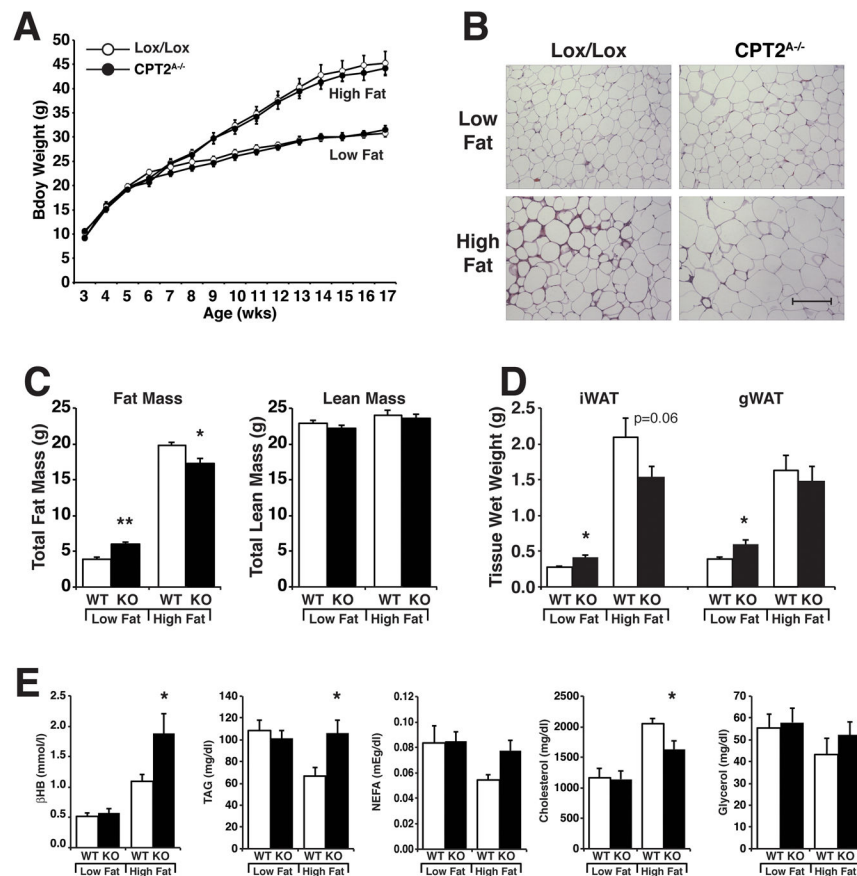 A
Lox/Lox
CPT2A-/-
Bdoy Weight (g)
50
45
40
35
30
25
20
15
10
5
0
High Fat
Low Fat
3 4 5 6 7 8 9 10 11 12 13 14 15 16 17
Age (wks)
B
Lox/Lox CPT2A-/-
Low
Fat
High
Fat
C
Fat Mass
Total Fat Mass (g)
25
20
15
10
5
0
**
*
WT KO WT KO
Low Fat High Fat
Lean Mass
Total Lean Mass (g)
25
20
15
10
5
0
WT KO WT KO
Low Fat High Fat
D
iWAT gWAT
Tissue Wet Weight (g)
2.5
2.0
1.5
1.0
0.5
0
*
p=0.06
*
WT KO WT KO WT KO WT KO
Low Fat High Fat Low Fat High Fat
E
βHB (mmol/l)
2.5
2.0
1.5
1.0
0.5
0.0
*
WT KO WT KO
Low Fat High Fat
TAG (mg/dl)
140
120
100
80
60
40
20
0
*
WT KO WT KO
Low Fat High Fat
NEFA (mEg/dl)
0.12
0.10
0.08
0.06
0.04
0.02
0.00
WT KO WT KO
Low Fat High Fat
Cholesterol (mg/dl)
2500
2000
1500
1000
500
0
*
WT KO WT KO
Low Fat High Fat
Glycerol (mg/dl)
70
60
50
40
30
20
10
0
WT KO WT KO
Low Fat High Fat